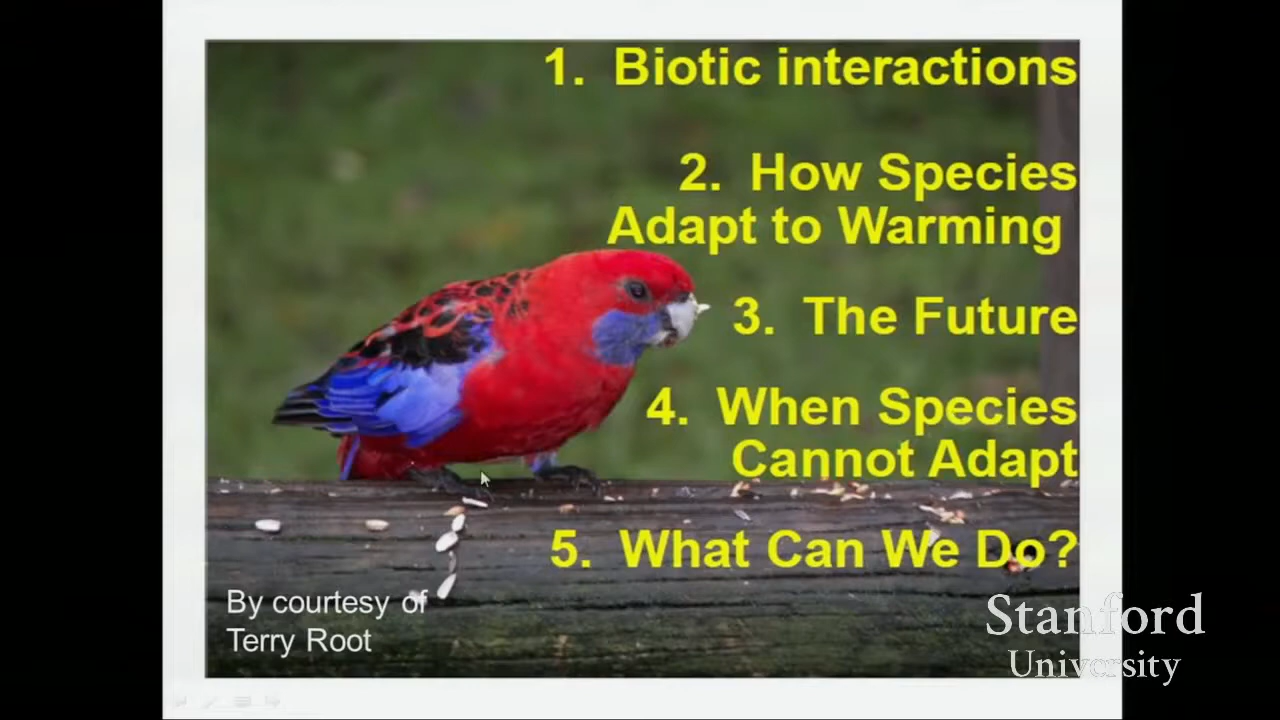 1. Biotic interactions
2. How Species
Adapt to Warming
3. The Future
4. When Species
Cannot Adapt
5. What Can We Do?
By courtesy of
Terry Root
Stanford
University